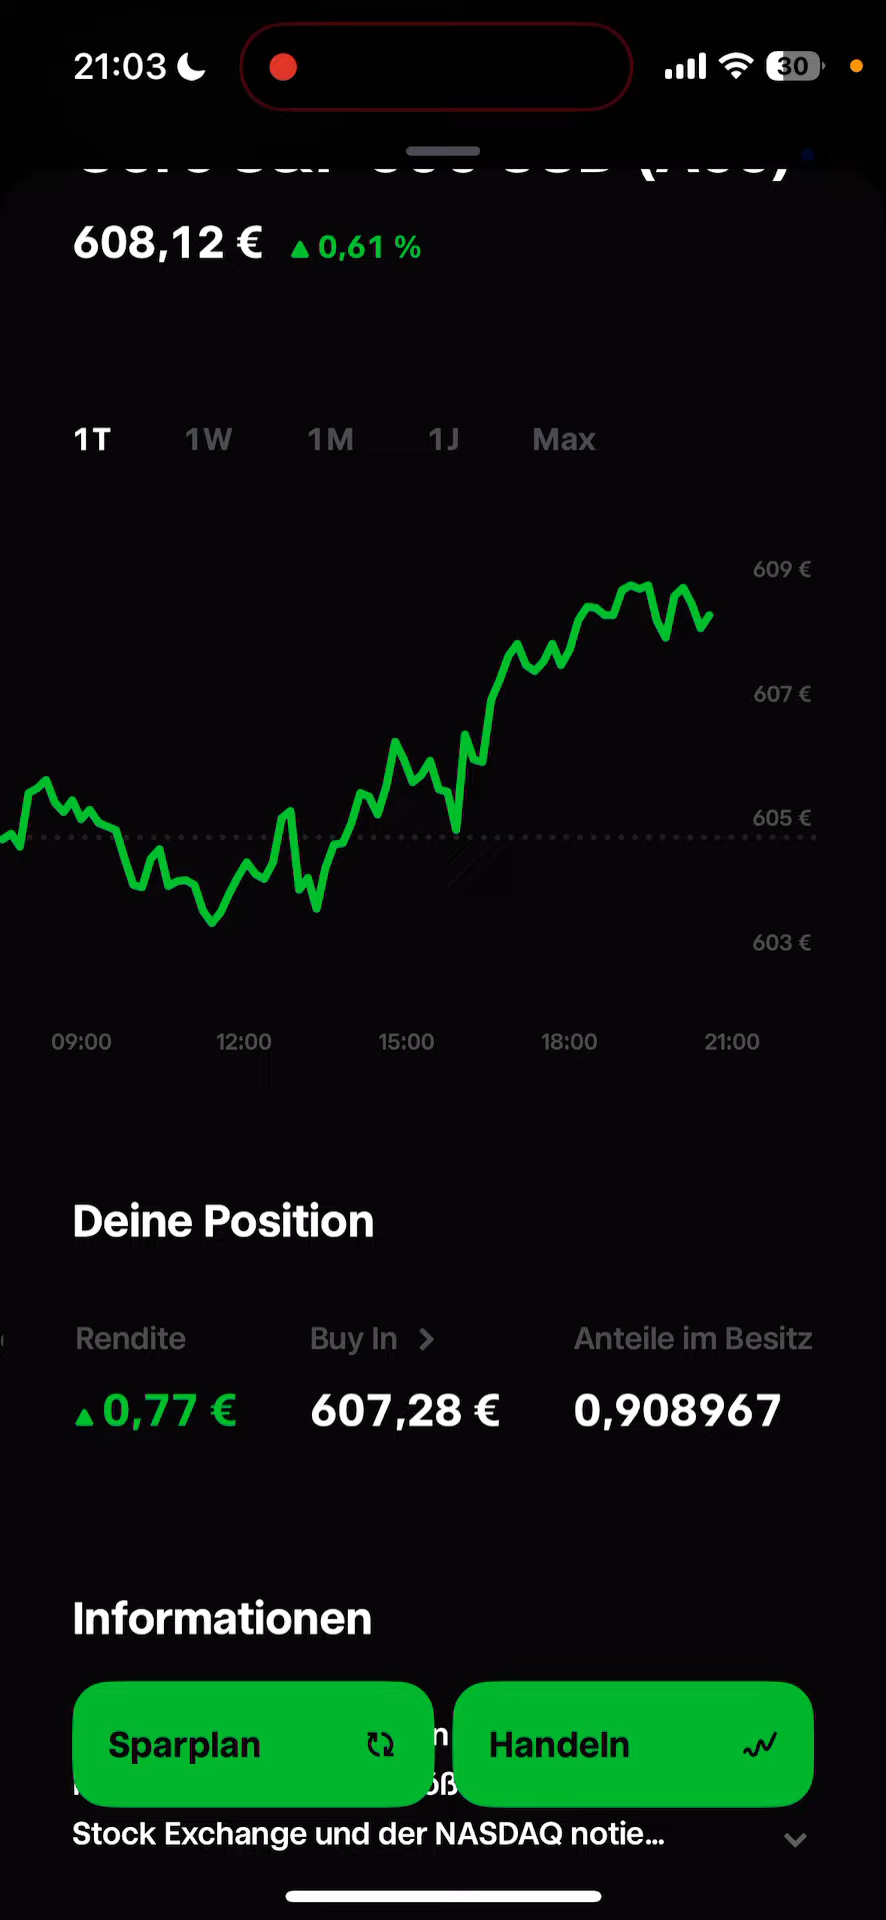 21:03
30
608,12 € ▲ 0,61 %
1T 1W 1M 1J Max
609 €
607 €
605 €
603 €
09:00 12:00 15:00 18:00 21:00
Deine Position
Rendite Buy In > Anteile im Besitz
▲ 0,77 € 607,28 € 0,908967
Informationen
Sparplan Handeln
Stock Exchange und der NASDAQ notie...